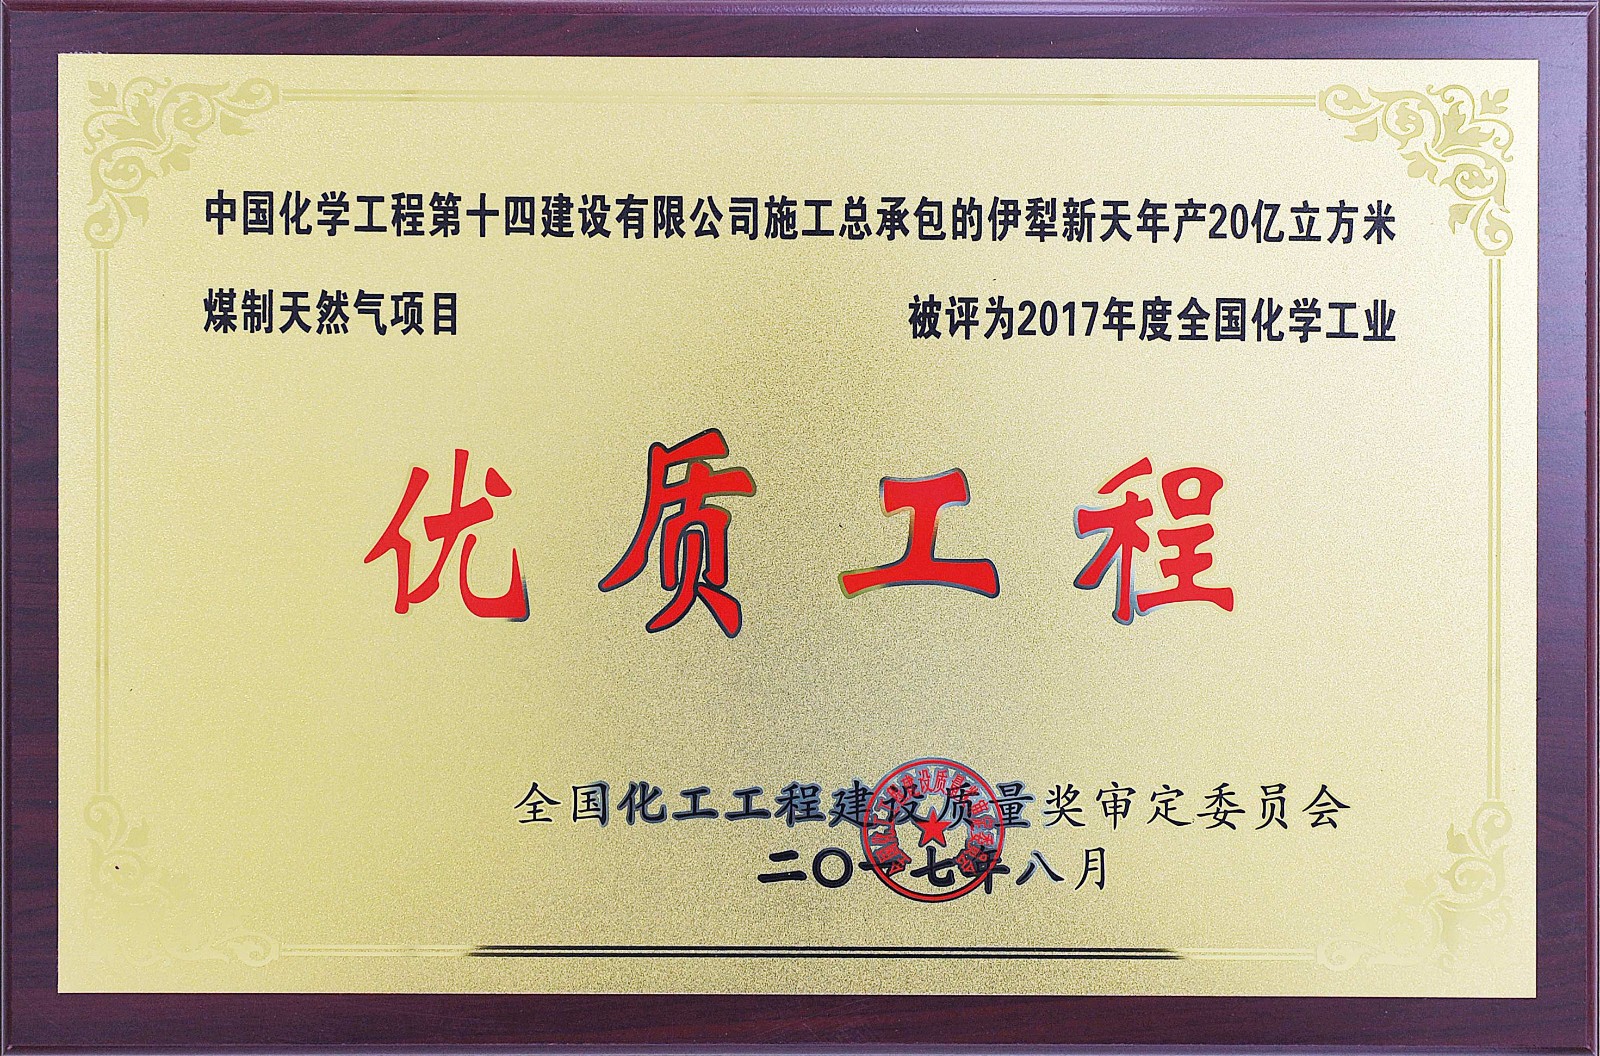 中国化学工程第十四建设有限公司施工总承包的伊犁新天年产20亿立方米
煤制天然气项目 被评为2017年度全国化学工业
优质工程
全国化工工程建设质量奖审定委员会
二〇一七年八月